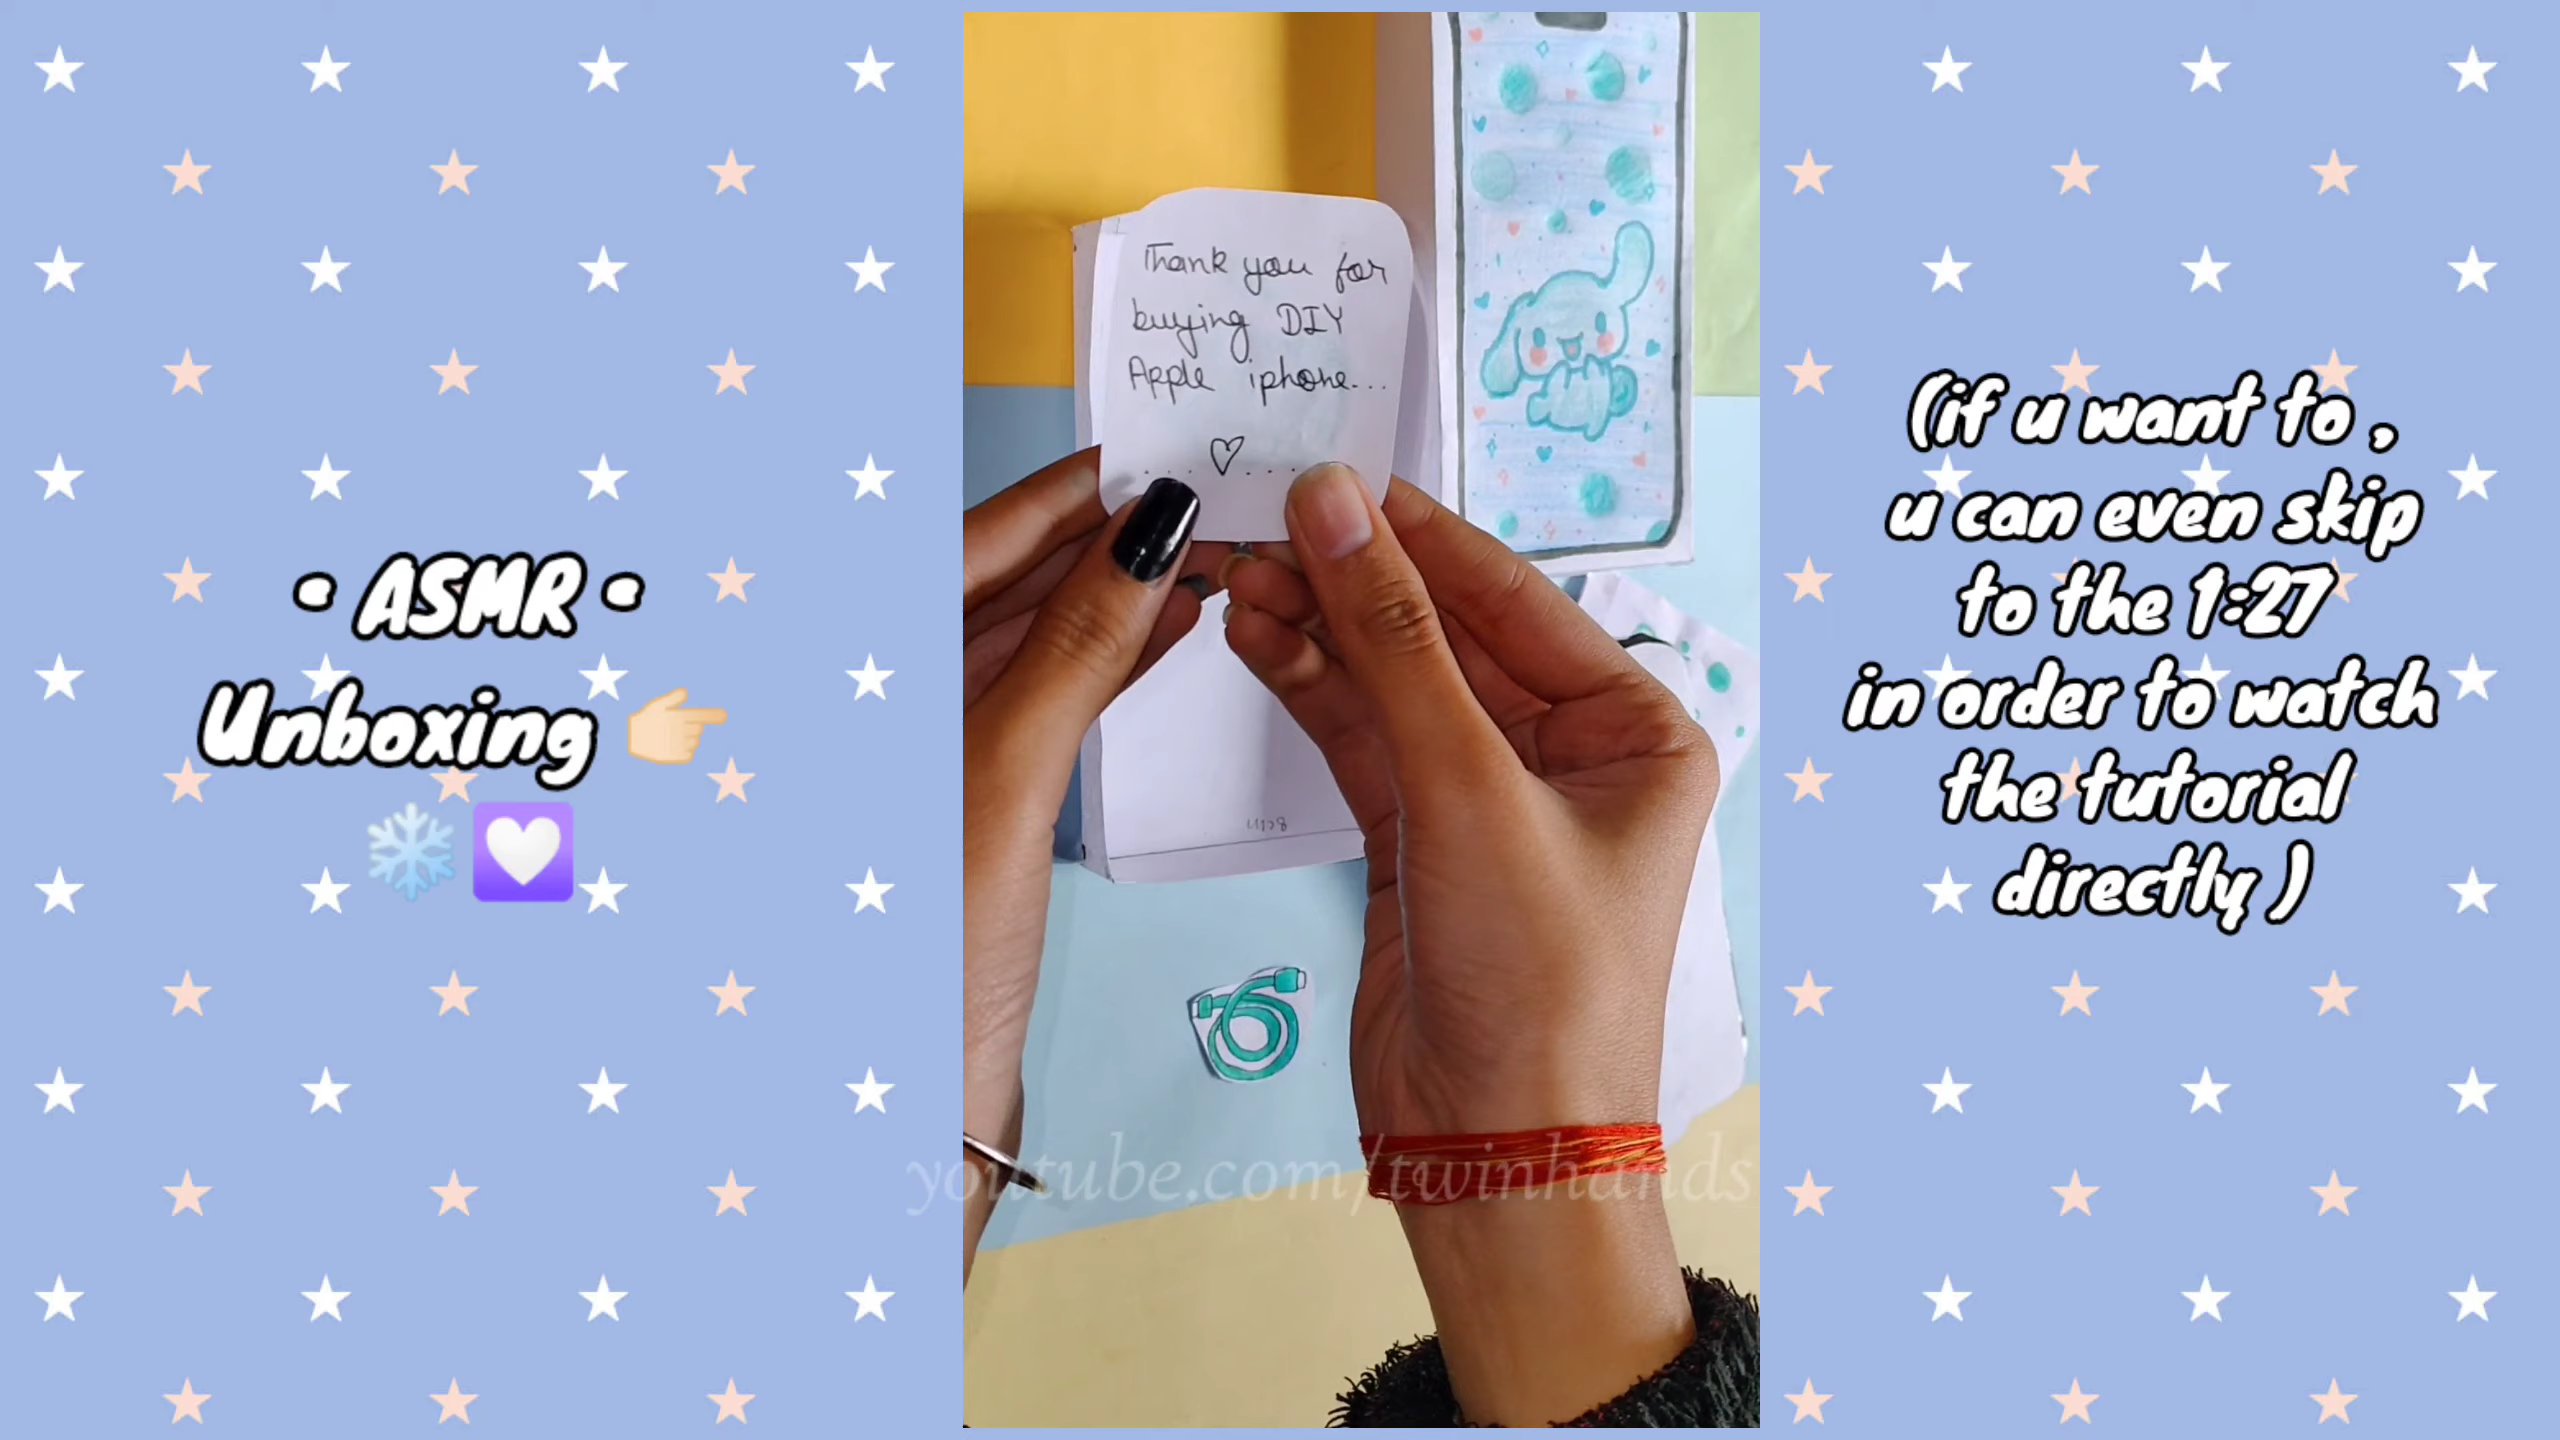 • ASMR •
Unboxing 👉🏻
❄️💟
Thank you for
buying DIY
Apple iphone...
...♡...
youtube.com/twinhands
(if u want to ,
u can even skip
to the 1:27
in order to watch
the tutorial
directly )